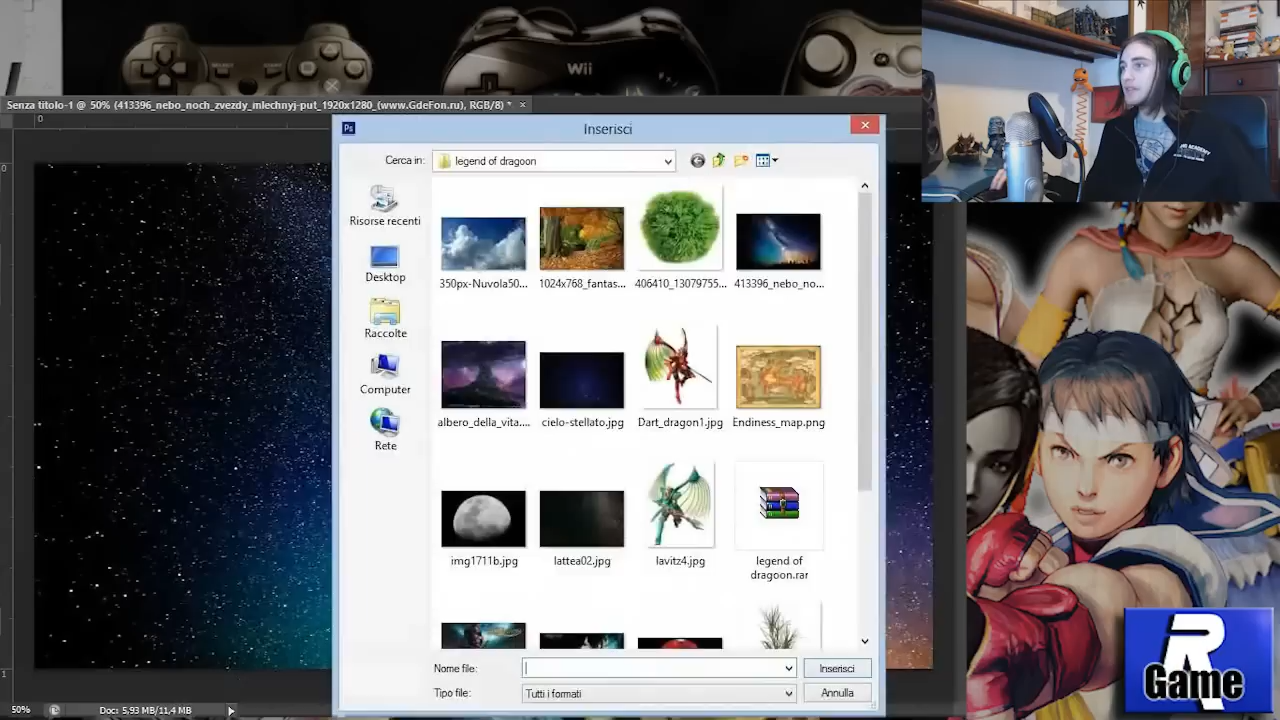 Wii
Senza titolo-1 @ 50% (413396_nebo_noch_zvezdy_mlechnyj-put_1920x1280_(www.GdeFon.ru), RGB/8) *
Ps
Inserisci
0
Cerca in:
legend of dragoon
Risorse recenti
Desktop
Raccolte
Computer
Rete
350px-Nuvola50...
1024x768_fantas...
406410_13079755...
413396_nebo_no...
albero_della_vita....
cielo-stellato.jpg
Dart_dragon1.jpg
Endiness_map.png
img1711b.jpg
lattea02.jpg
lavitz4.jpg
legend of
dragoon.rar
Nome file:
Inserisci
Tipo file:
Tutti i formati
Annulla
50%
Doc: 5.93 MB/11.4 MB
R
Game